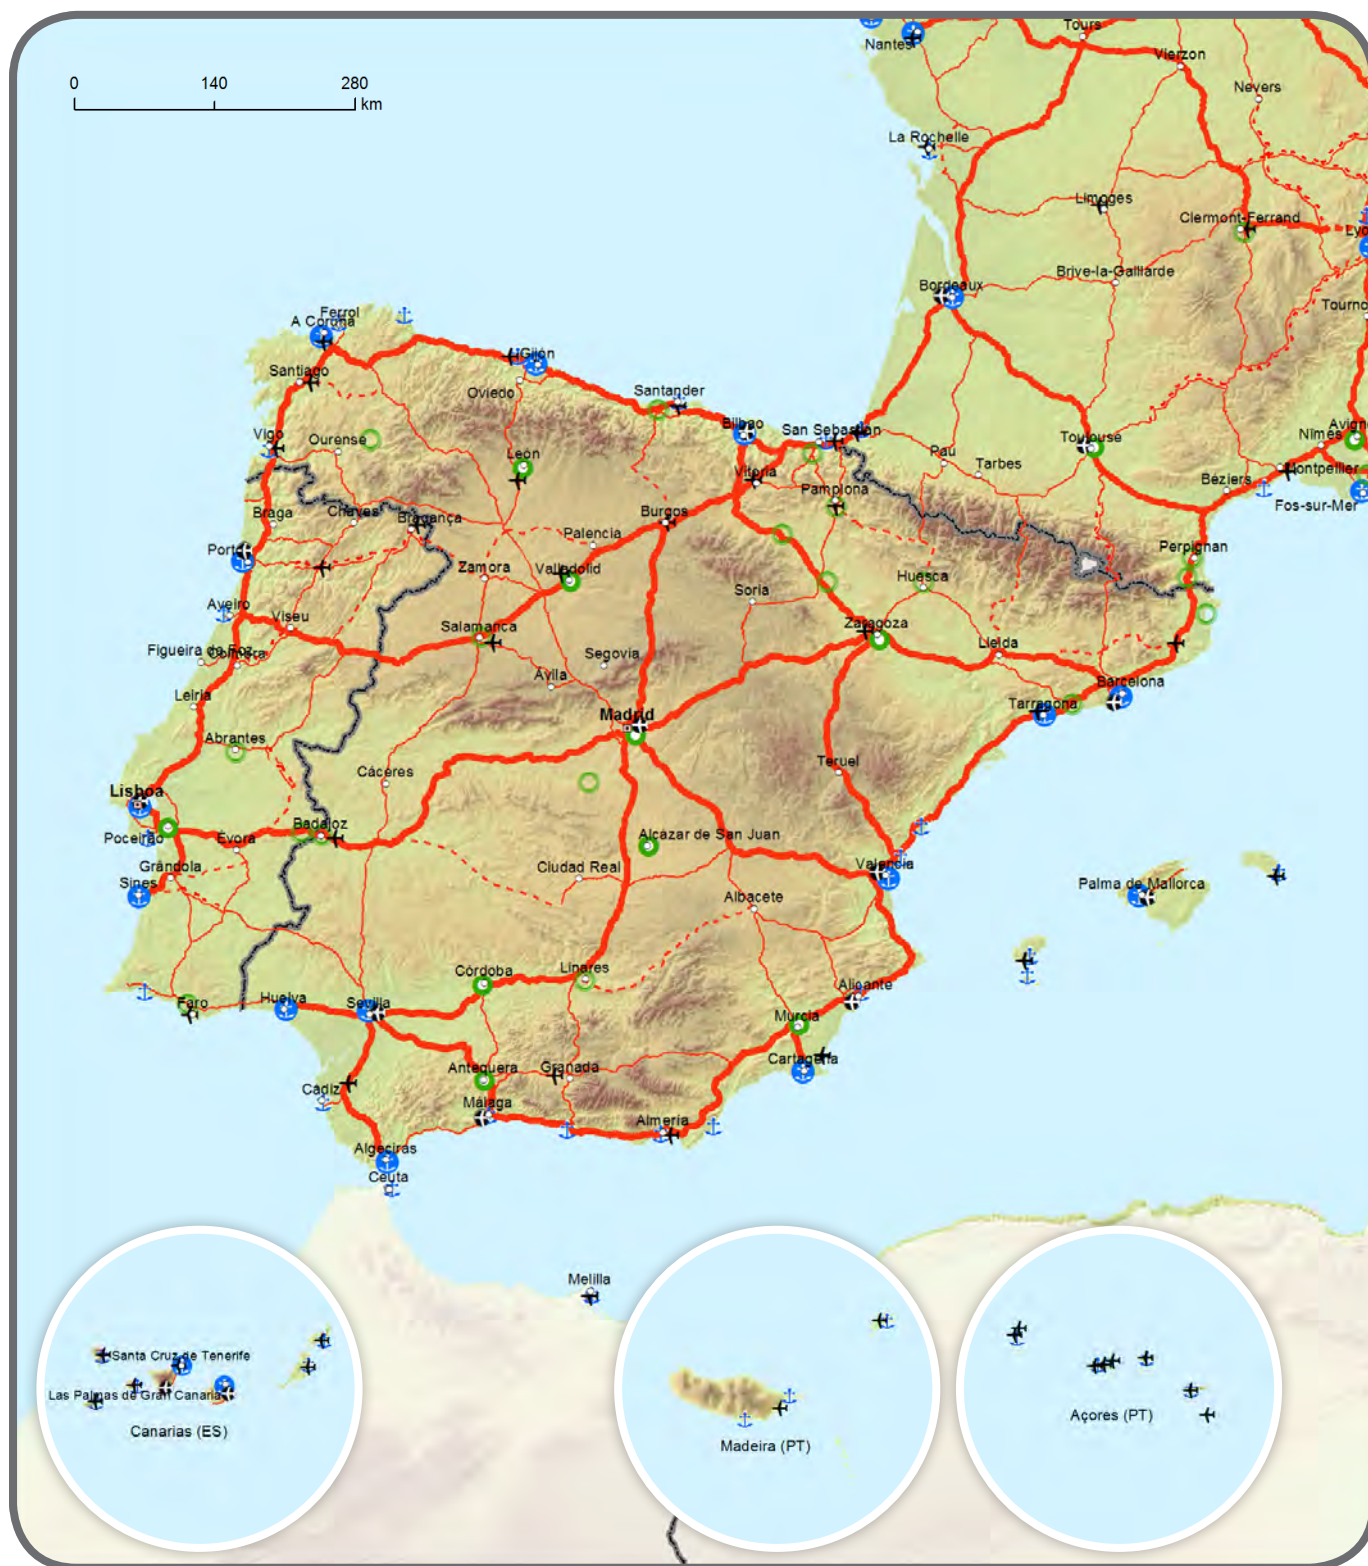 Tours
Nantes
Vierzon
0 140 280
km
Nevers
La Rochelle
Limoges
Clermont-Ferrand
Lyo
Brive-la-Gaillarde
Bordeaux
Tourno
Ferrol
A Coruña
Gijón
Santiago
Oviedo
Santander
Bilbao
San Sebastian
Vigo
Ourense
León
Toulouse
Avign
Nîmes
Pau
Tarbes
Montpellier
Vitoria
Béziers
Pamplona
Fos-sur-Mer
Braga
Chaves
Bragança
Burgos
Palencia
Porto
Perpignan
Zamora
Valladolid
Huesca
Soria
Aveiro
Viseu
Salamanca
Zaragoza
Lleida
Figueira da Foz
Coimbra
Segovia
Ávila
Barcelona
Leiria
Madrid
Tarragona
Abrantes
Teruel
Cáceres
Lisboa
Badajoz
Poceirão
Évora
Alcázar de San Juan
Grândola
Ciudad Real
Valencia
Sines
Palma de Mallorca
Albacete
Córdoba
Linares
Alicante
Faro
Huelva
Sevilla
Murcia
Cartagena
Antequera
Granada
Cádiz
Málaga
Almería
Algeciras
Ceuta
Melilla
Santa Cruz de Tenerife
Las Palmas de Gran Canaria
Canarias (ES)
Madeira (PT)
Açores (PT)